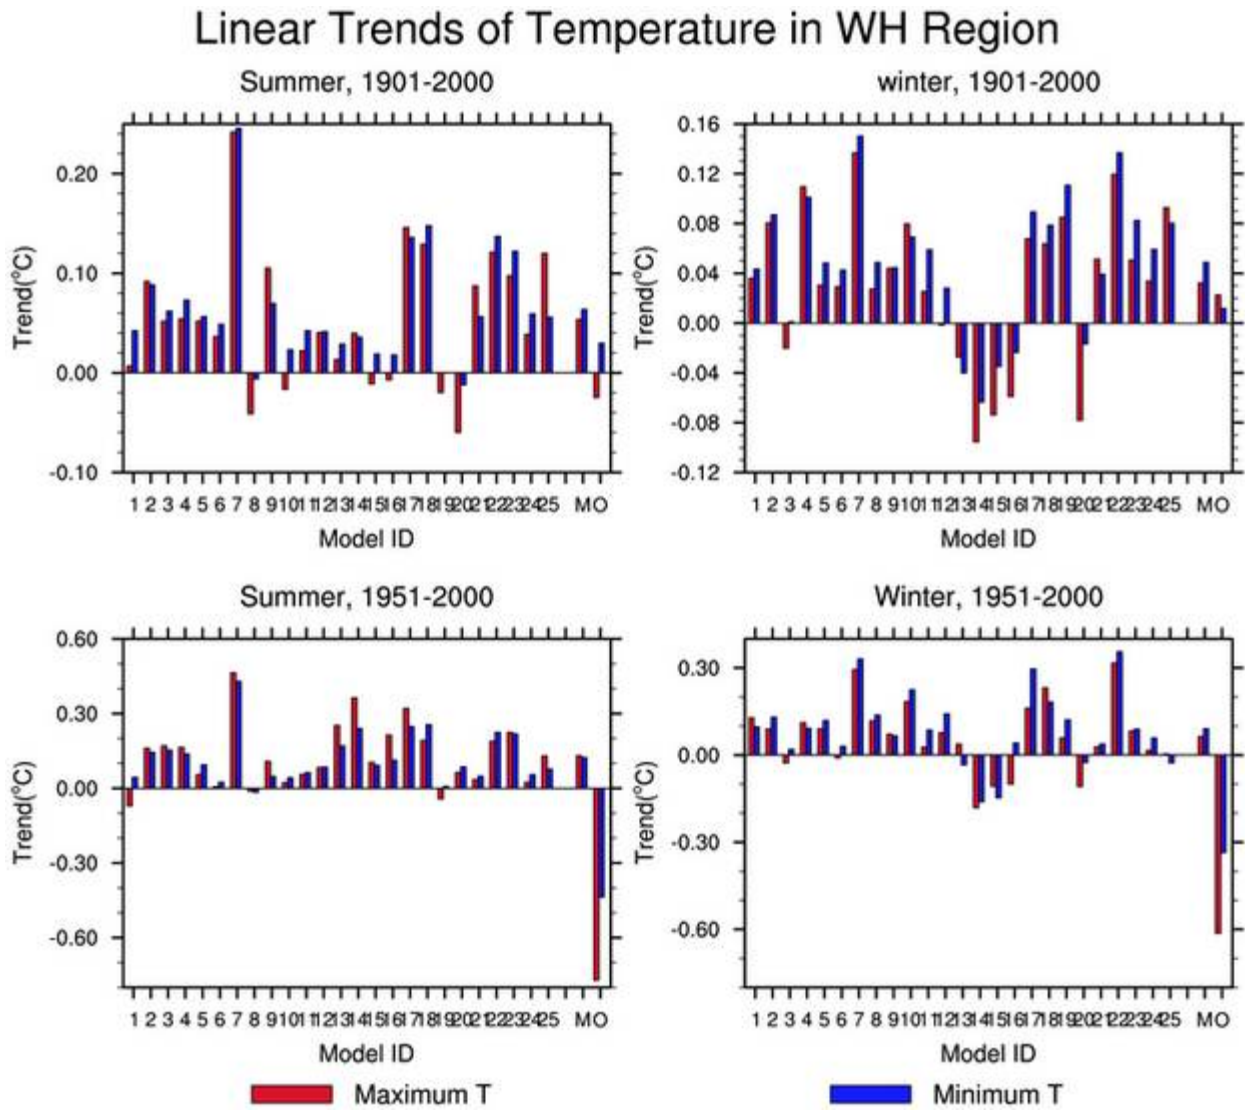 Linear Trends of Temperature in WH Region
Summer, 1901-2000
Trend(°C)
0.20
0.10
0.00
-0.10
1 2 3 4 5 6 7 8 9 10 11 12 13 14 15 16 17 18 19 20 21 22 23 24 25 M O
Model ID
winter, 1901-2000
Trend(°C)
0.16
0.12
0.08
0.04
0.00
-0.04
-0.08
-0.12
1 2 3 4 5 6 7 8 9 10 11 12 13 14 15 16 17 18 19 20 21 22 23 24 25 M O
Model ID
Summer, 1951-2000
Trend(°C)
0.60
0.30
0.00
-0.30
-0.60
1 2 3 4 5 6 7 8 9 10 11 12 13 14 15 16 17 18 19 20 21 22 23 24 25 M O
Model ID
Winter, 1951-2000
Trend(°C)
0.30
0.00
-0.30
-0.60
1 2 3 4 5 6 7 8 9 10 11 12 13 14 15 16 17 18 19 20 21 22 23 24 25 M O
Model ID
Maximum T
Minimum T